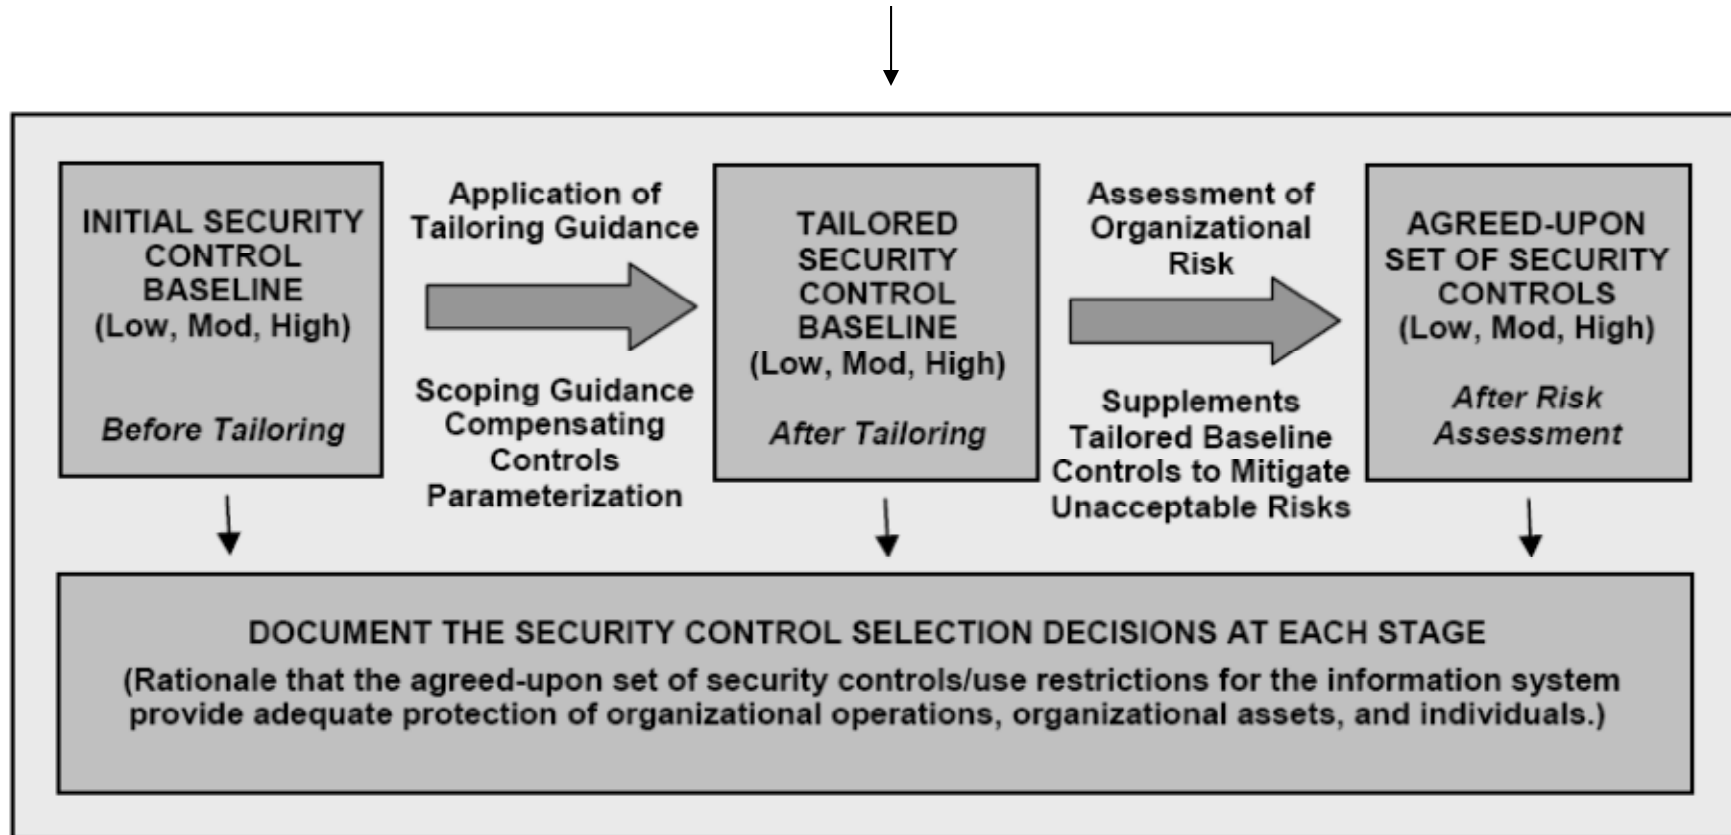 INITIAL SECURITY
CONTROL
BASELINE
(Low, Mod, High)
Before Tailoring
Application of
Tailoring Guidance
Scoping Guidance
Compensating
Controls
Parameterization
TAILORED
SECURITY
CONTROL
BASELINE
(Low, Mod, High)
After Tailoring
Assessment of
Organizational
Risk
Supplements
Tailored Baseline
Controls to Mitigate
Unacceptable Risks
AGREED-UPON
SET OF SECURITY
CONTROLS
(Low, Mod, High)
After Risk
Assessment
DOCUMENT THE SECURITY CONTROL SELECTION DECISIONS AT EACH STAGE
(Rationale that the agreed-upon set of security controls/use restrictions for the information system
provide adequate protection of organizational operations, organizational assets, and individuals.)